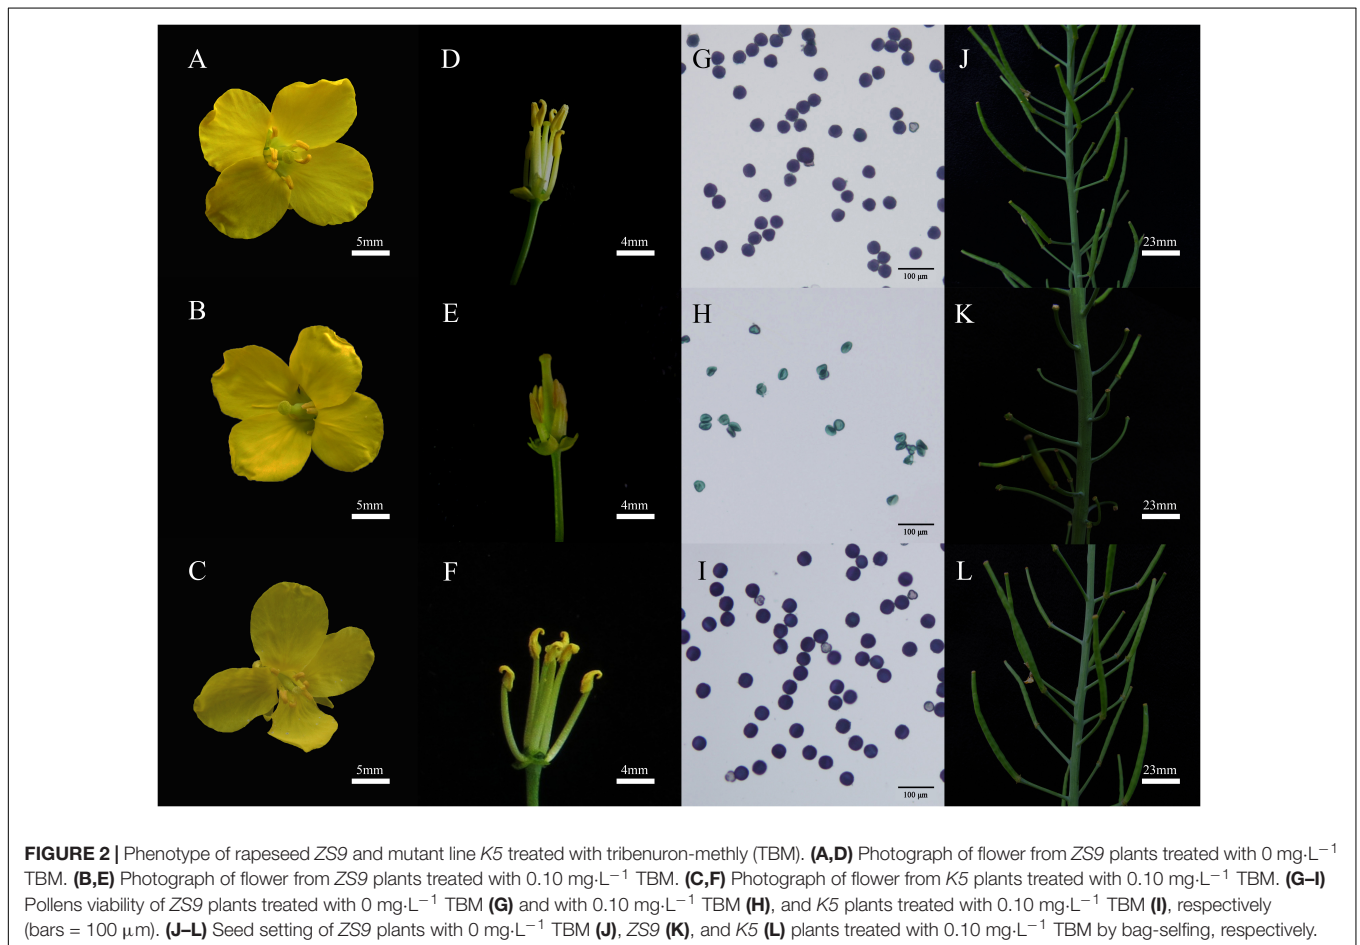 A
D
G
J
5mm
4mm
100 μm
23mm
B
E
H
K
5mm
4mm
100 μm
23mm
C
F
I
L
5mm
4mm
100 μm
23mm
FIGURE 2 | Phenotype of rapeseed ZS9 and mutant line K5 treated with tribenuron-methly (TBM). (A,D) Photograph of flower from ZS9 plants treated with 0 mg·L−1
TBM. (B,E) Photograph of flower from ZS9 plants treated with 0.10 mg·L−1 TBM. (C,F) Photograph of flower from K5 plants treated with 0.10 mg·L−1 TBM. (G–I)
Pollens viability of ZS9 plants treated with 0 mg·L−1 TBM (G) and with 0.10 mg·L−1 TBM (H), and K5 plants treated with 0.10 mg·L−1 TBM (I), respectively
(bars = 100 μm). (J–L) Seed setting of ZS9 plants with 0 mg·L−1 TBM (J), ZS9 (K), and K5 (L) plants treated with 0.10 mg·L−1 TBM by bag-selfing, respectively.